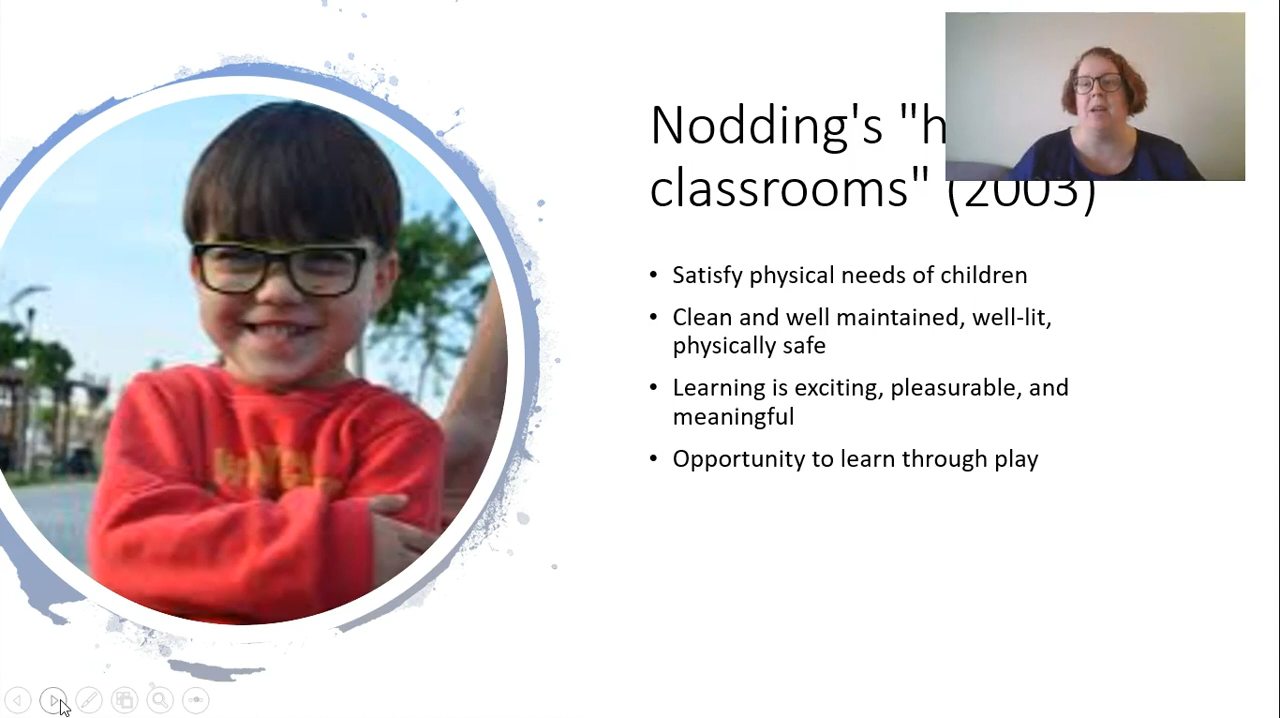 Nodding's "h
classrooms" (2003)
• Satisfy physical needs of children
• Clean and well maintained, well-lit,
physically safe
• Learning is exciting, pleasurable, and
meaningful
• Opportunity to learn through play